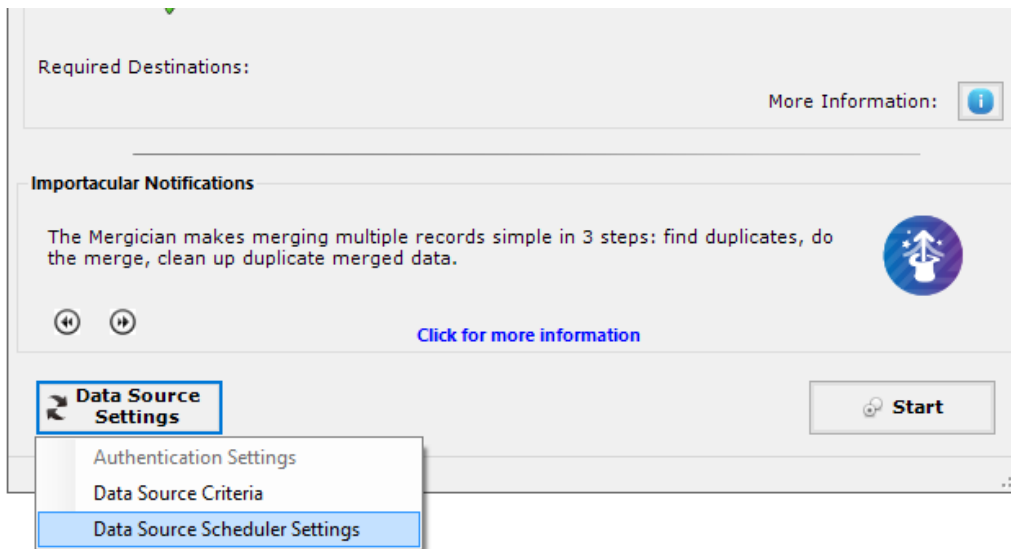 Required Destinations:
More Information:
Importacular Notifications
The Mergician makes merging multiple records simple in 3 steps: find duplicates, do
the merge, clean up duplicate merged data.
Click for more information
Data Source
Settings
Start
Authentication Settings
Data Source Criteria
Data Source Scheduler Settings